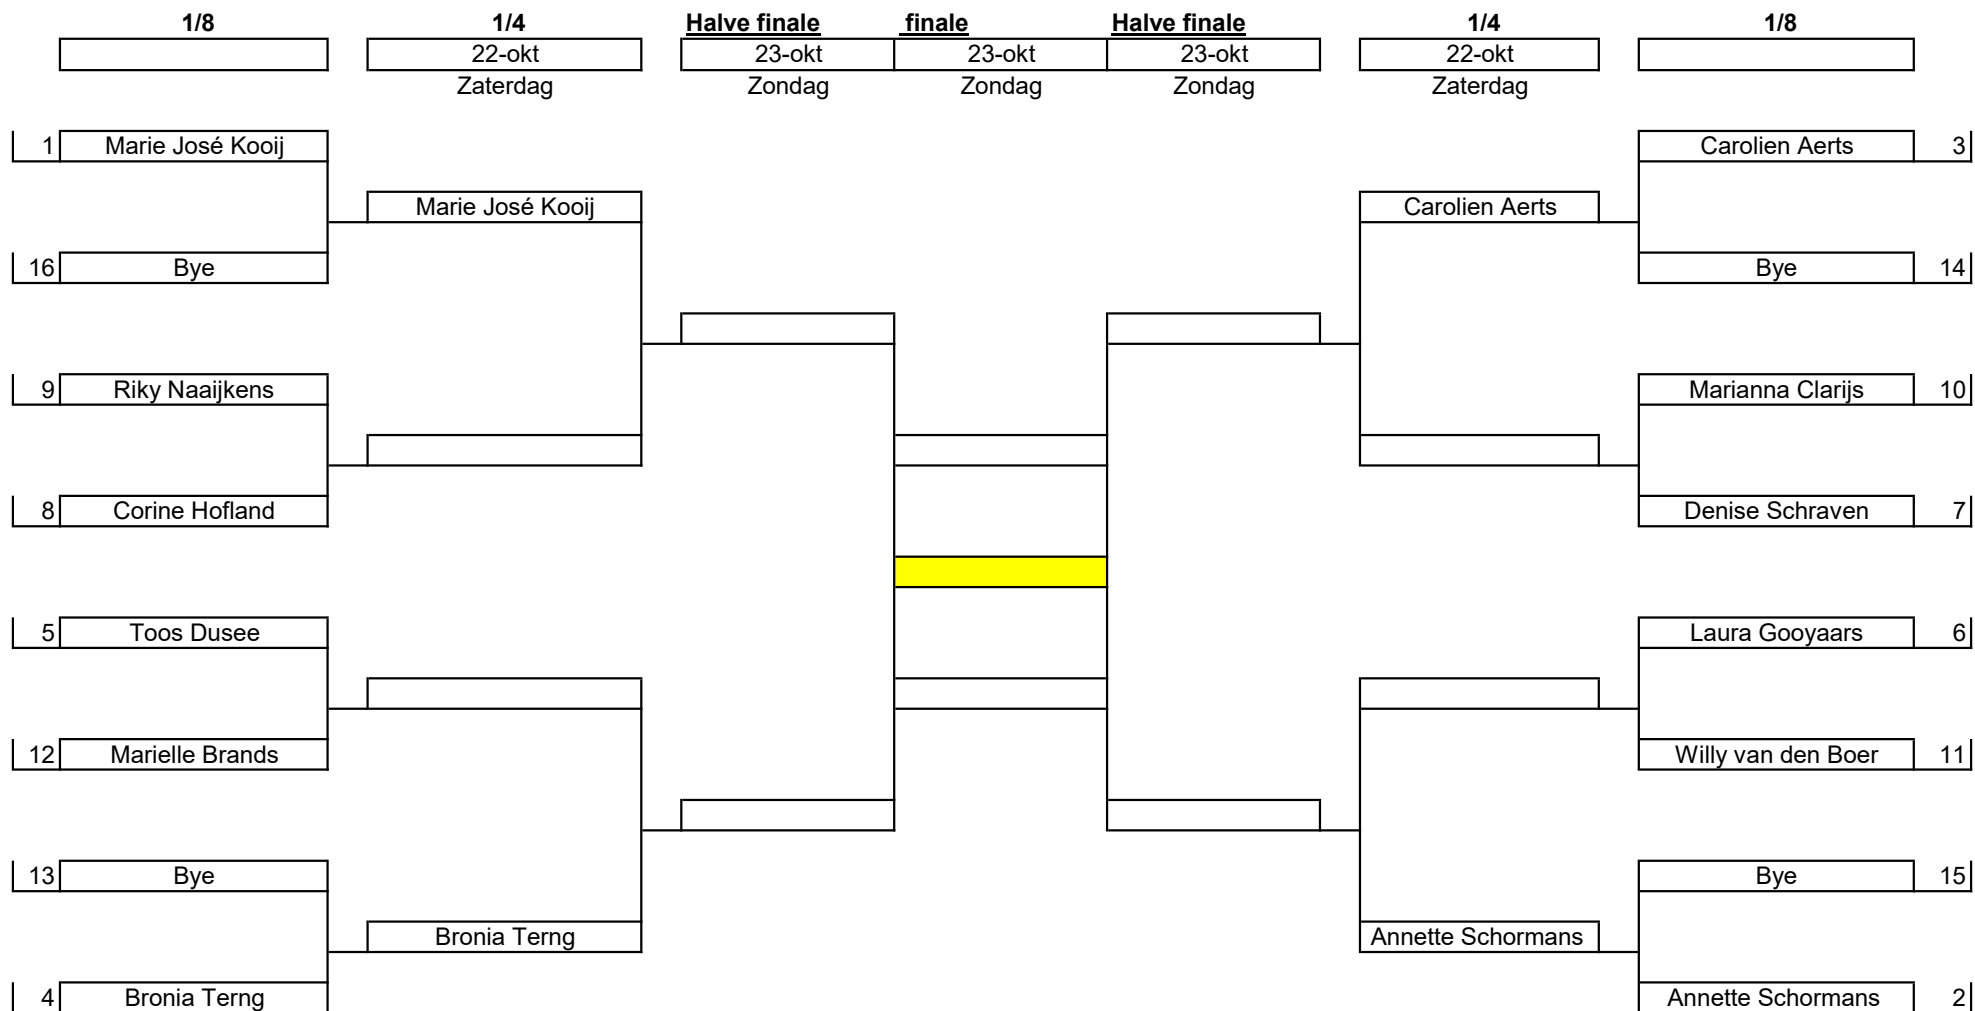 1/8 1/4 Halve finale finale Halve finale 1/4 1/8
22-okt 23-okt 23-okt 23-okt 22-okt
Zaterdag Zondag Zondag Zondag Zaterdag
1 Marie José Kooij Carolien Aerts 3
Marie José Kooij Carolien Aerts
16 Bye Bye 14
9 Riky Naaijkens Marianna Clarijs 10
8 Corine Hofland Denise Schraven 7
5 Toos Dusee Laura Gooyaars 6
12 Marielle Brands Willy van den Boer 11
13 Bye Bye 15
Bronia Terng Annette Schormans
4 Bronia Terng Annette Schormans 2